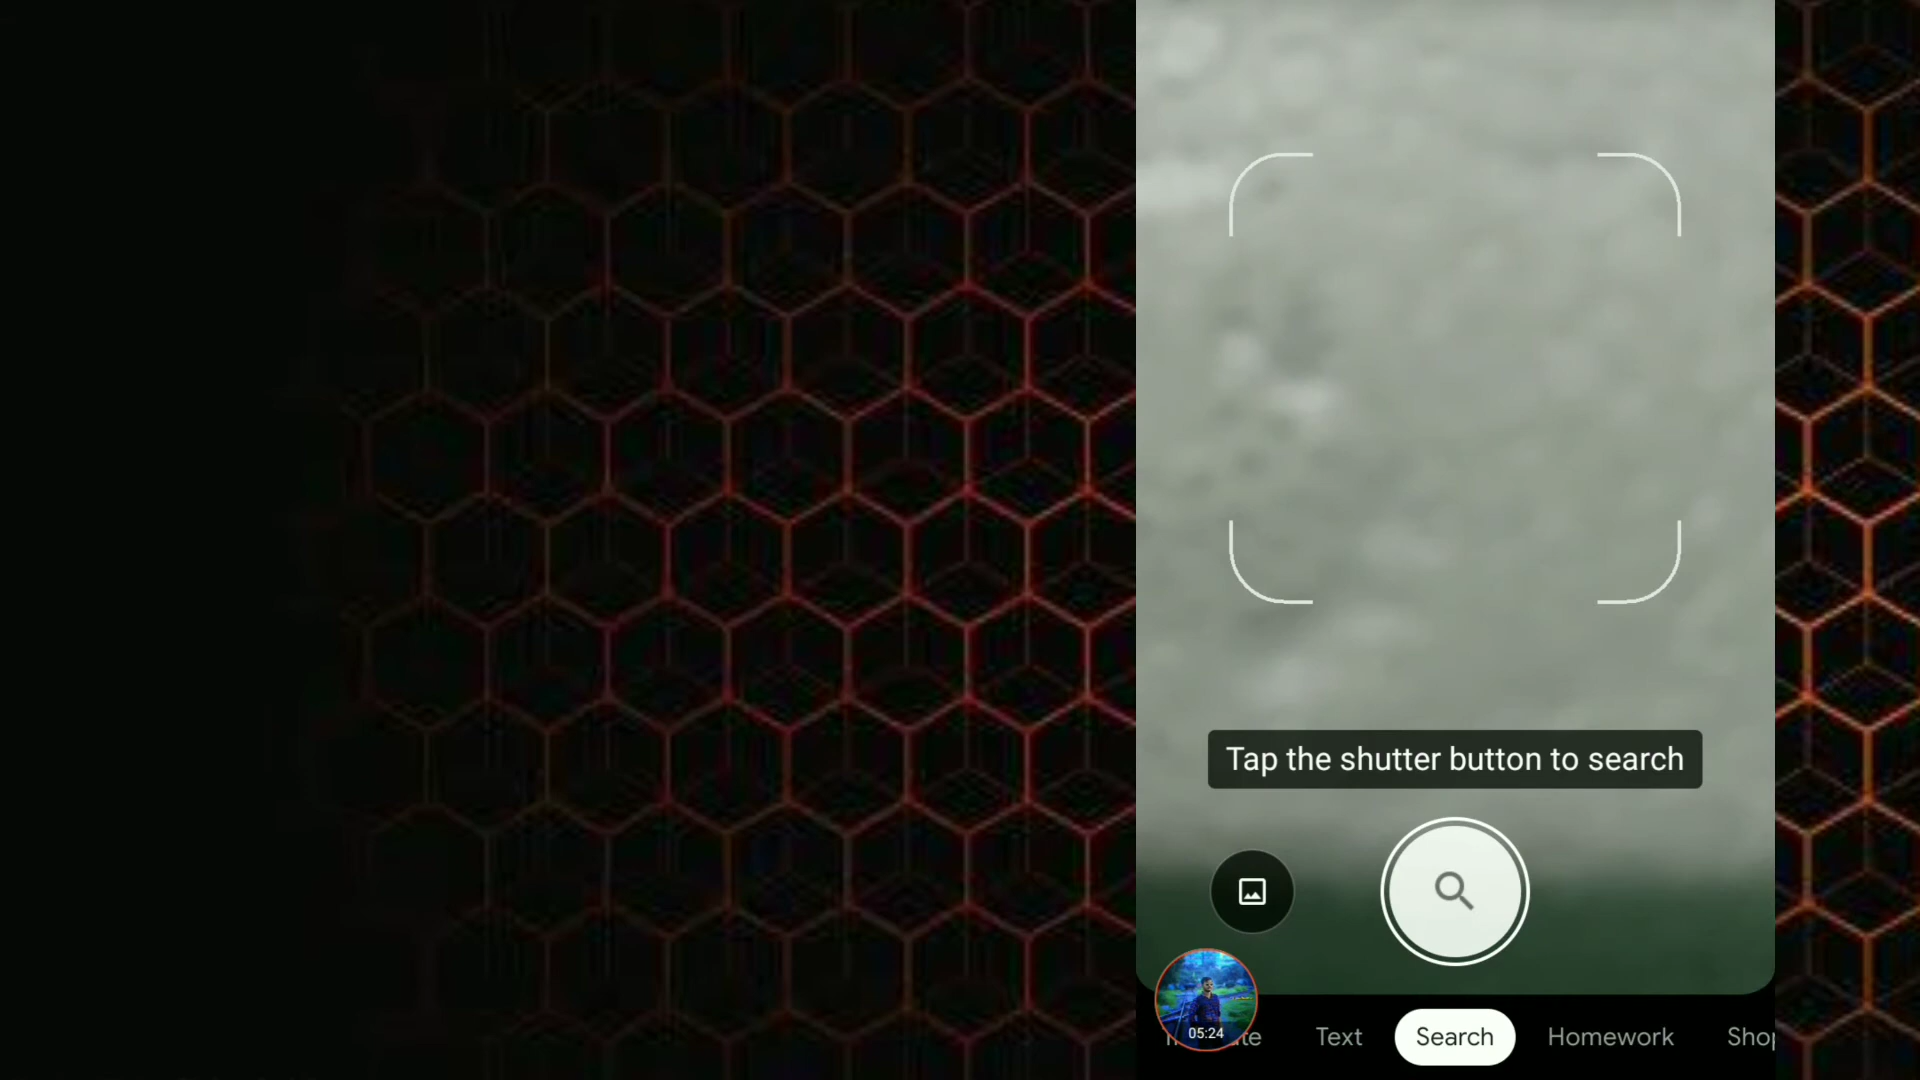 Tap the shutter button to search
05:24
Text
Search
Homework